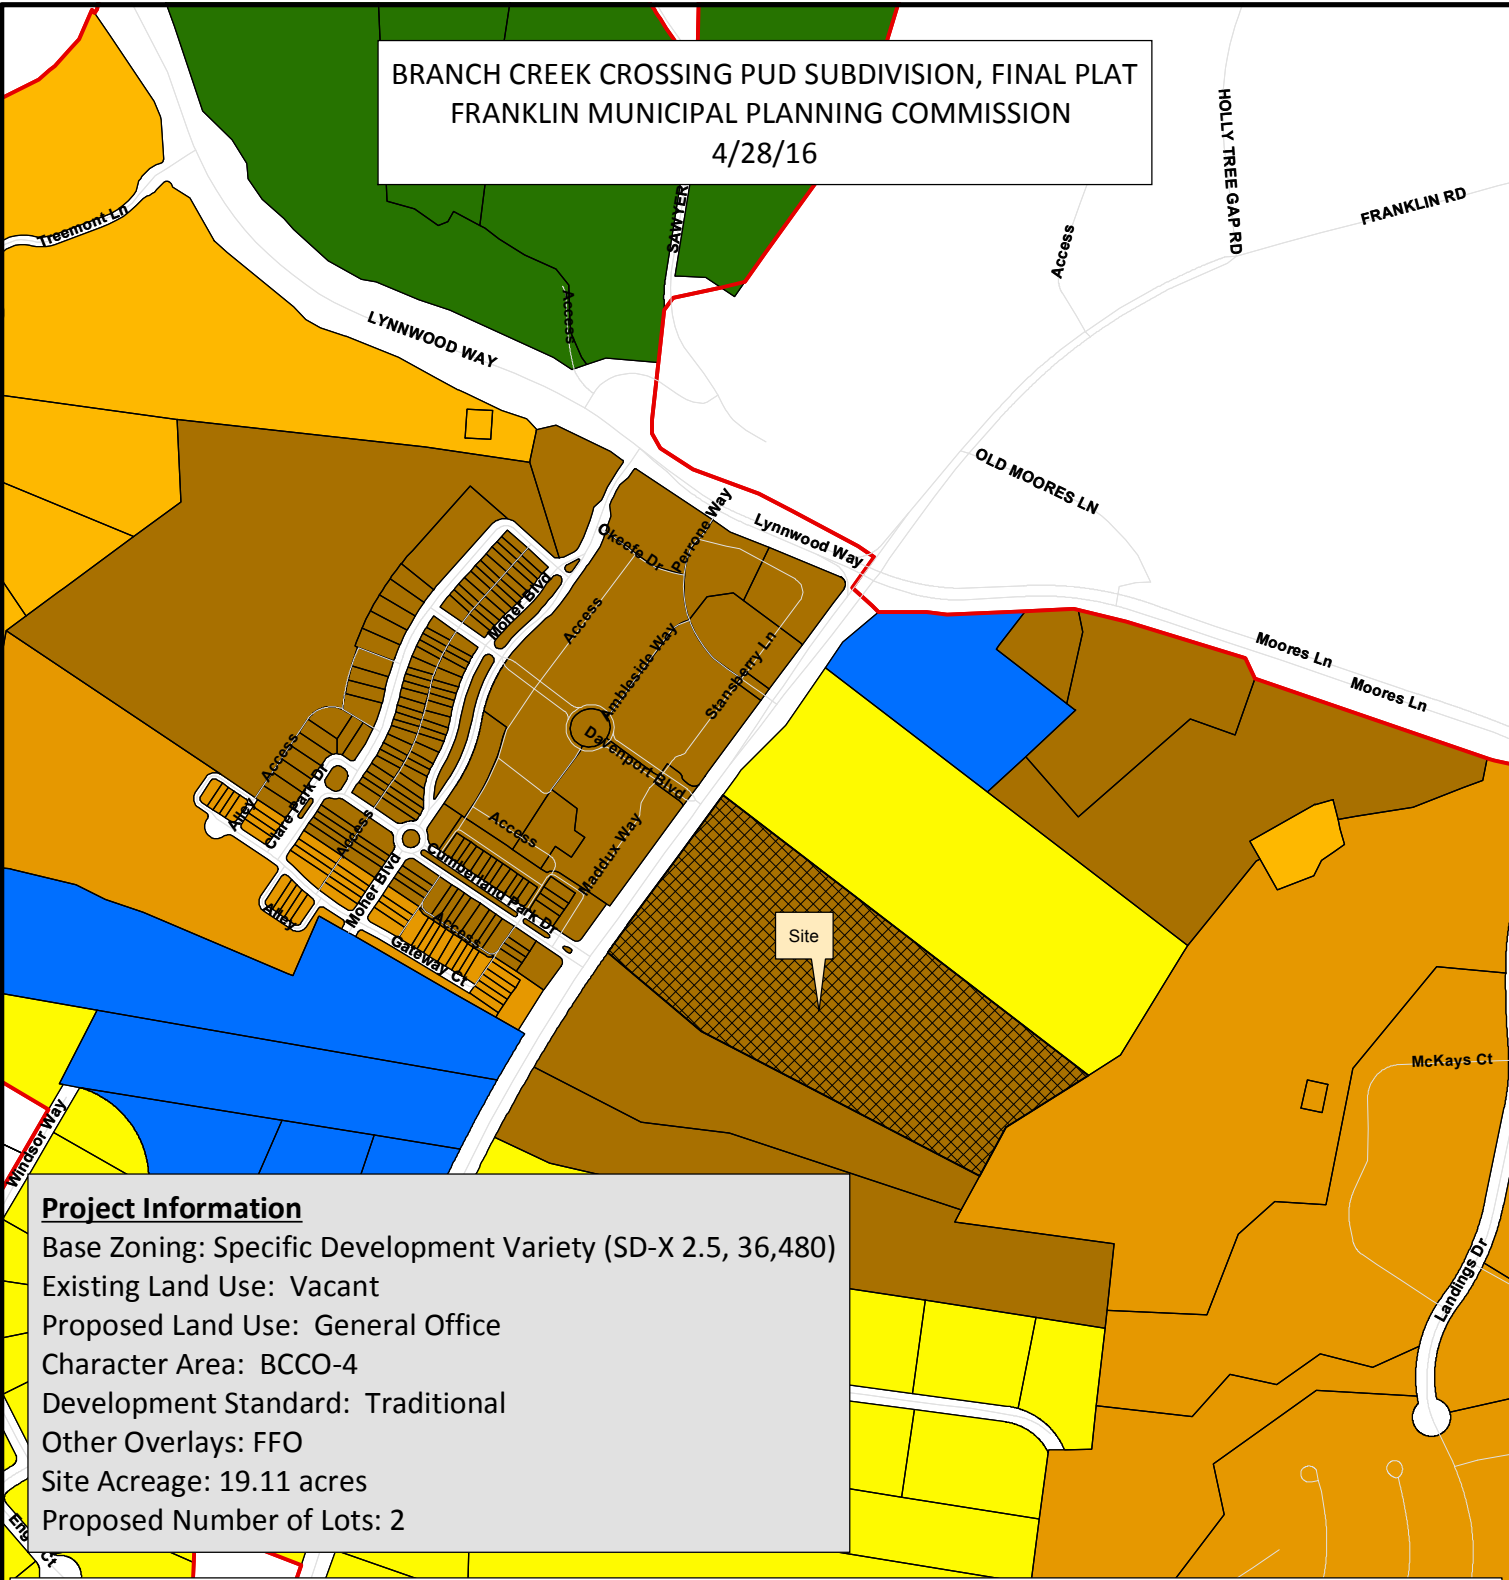 BRANCH CREEK CROSSING PUD SUBDIVISION, FINAL PLAT
FRANKLIN MUNICIPAL PLANNING COMMISSION
4/28/16
HOLLY TREE GAP RD
FRANKLIN RD
Treemont Ln
SAWYER
Access
Access
LYNNWOOD WAY
OLD MOORES LN
Lynnwood Way
Perrone Way
Okeefe Dr
Moher Blvd
Access
Ambleside Way
Stansberry Ln
Moores Ln
Moores Ln
Davenport Blvd
Access
Clare Park Dr
Alley
Access
Access
Maddux Way
Cumberland Park Dr
Moher Blvd
Alley
Access
Gateway Ct
Site
McKays Ct
Windsor Way
Landings Dr
Project Information
Base Zoning: Specific Development Variety (SD-X 2.5, 36,480)
Existing Land Use: Vacant
Proposed Land Use: General Office
Character Area: BCCO-4
Development Standard: Traditional
Other Overlays: FFO
Site Acreage: 19.11 acres
Proposed Number of Lots: 2
Ct